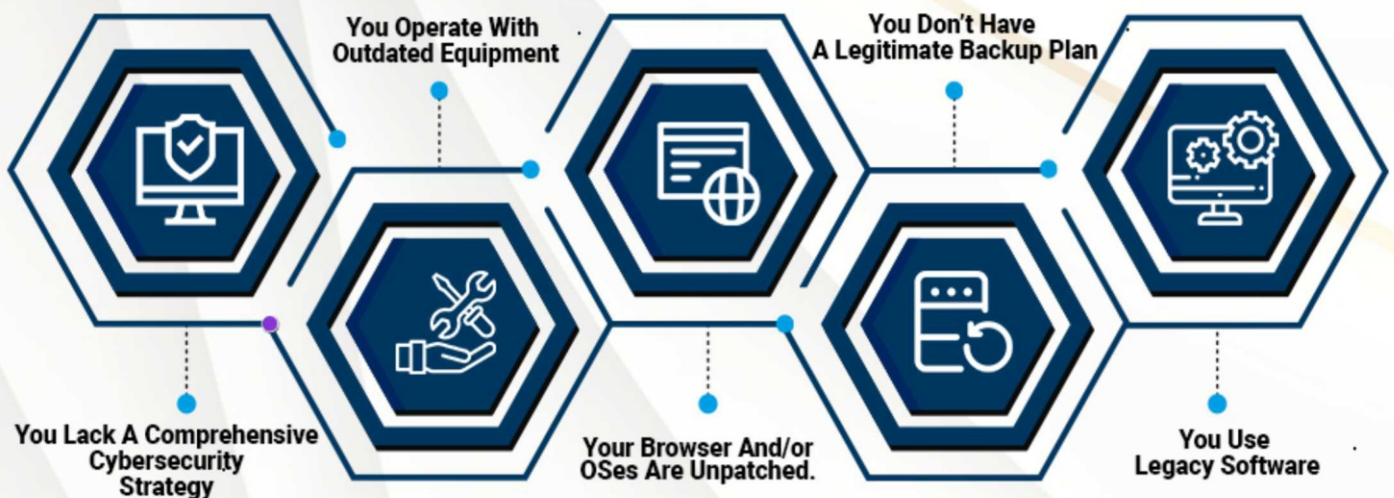 You Operate With
Outdated Equipment
You Don't Have
A Legitimate Backup Plan
You Lack A Comprehensive
Cybersecurity
Strategy
Your Browser And/or
OSes Are Unpatched.
You Use
Legacy Software